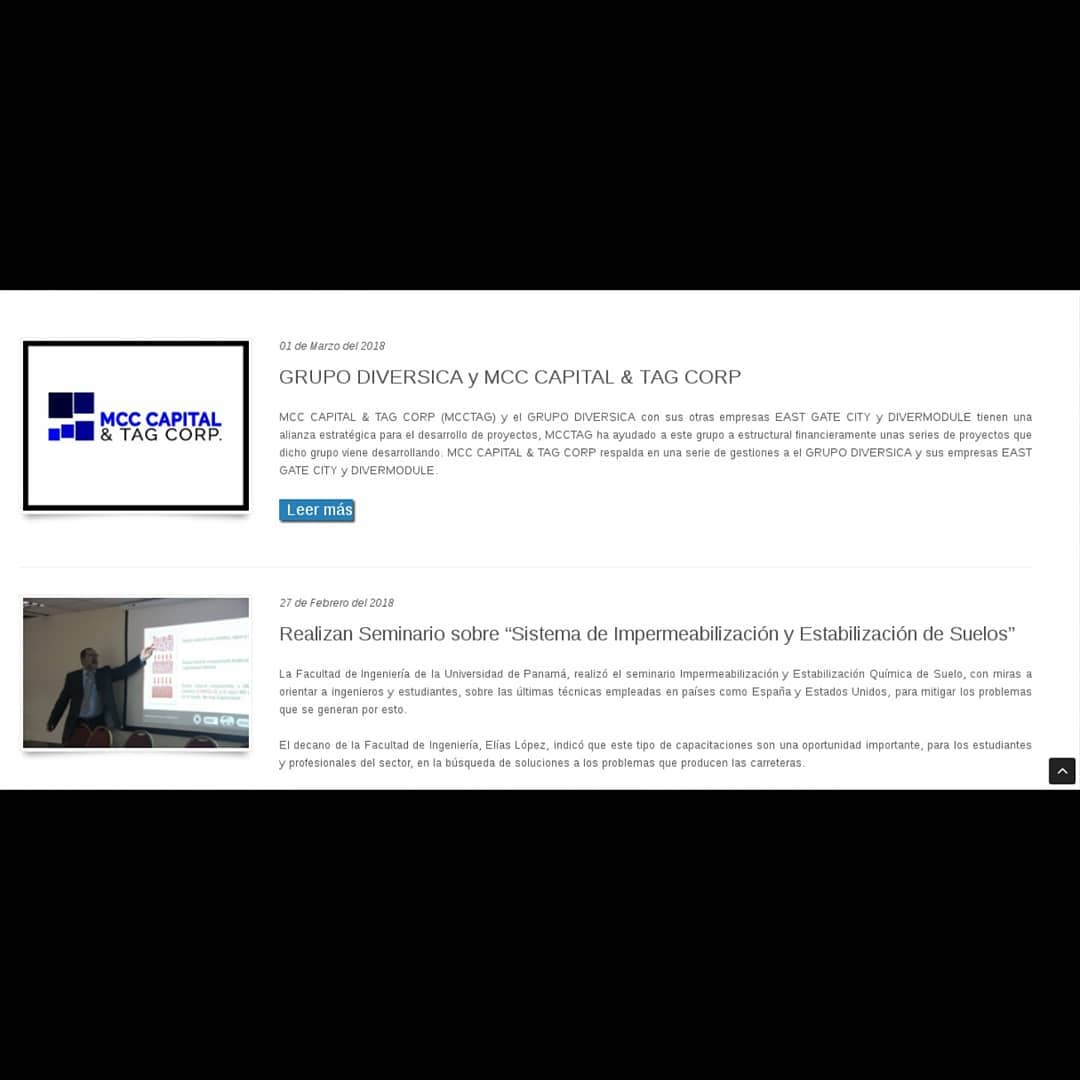 MCC CAPITAL
& TAG CORP.
01 de Marzo del 2018
GRUPO DIVERSICA y MCC CAPITAL & TAG CORP
MCC CAPITAL & TAG CORP (MCCTAG) y el GRUPO DIVERSICA con sus otras empresas EAST GATE CITY y DIVERMODULE tienen una
alianza estratégica para el desarrollo de proyectos, MCCTAG ha ayudado a este grupo a estructural financieramente unas series de proyectos que
dicho grupo viene desarrollando. MCC CAPITAL & TAG CORP respalda en una serie de gestiones a el GRUPO DIVERSICA y sus empresas EAST
GATE CITY y DIVERMODULE.
Leer más
27 de Febrero del 2018
Realizan Seminario sobre “Sistema de Impermeabilización y Estabilización de Suelos”
La Facultad de Ingeniería de la Universidad de Panamá, realizó el seminario Impermeabilización y Estabilización Química de Suelo, con miras a
orientar a ingenieros y estudiantes, sobre las últimas técnicas empleadas en países como España y Estados Unidos, para mitigar los problemas
que se generan por esto.
El decano de la Facultad de Ingeniería, Elías López, indicó que este tipo de capacitaciones son una oportunidad importante, para los estudiantes
y profesionales del sector, en la búsqueda de soluciones a los problemas que producen las carreteras.